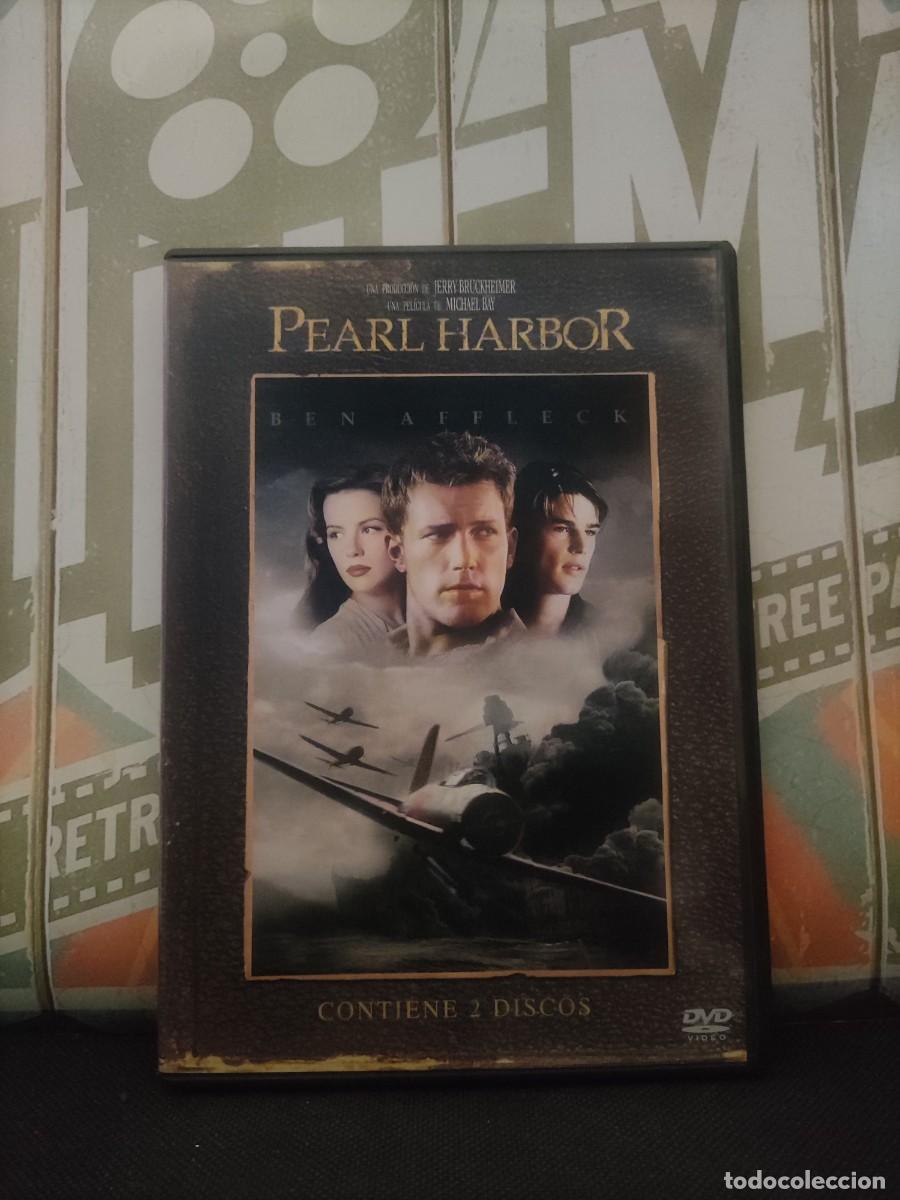 UNA PRODUCCIÓN DE JERRY BRUCKHEIMER
UNA PELÍCULA DE MICHAEL BAY
PEARL HARBOR
BEN AFFLECK
CONTIENE 2 DISCOS
DVD
VIDEO
RETR
REE PA
todocoleccion